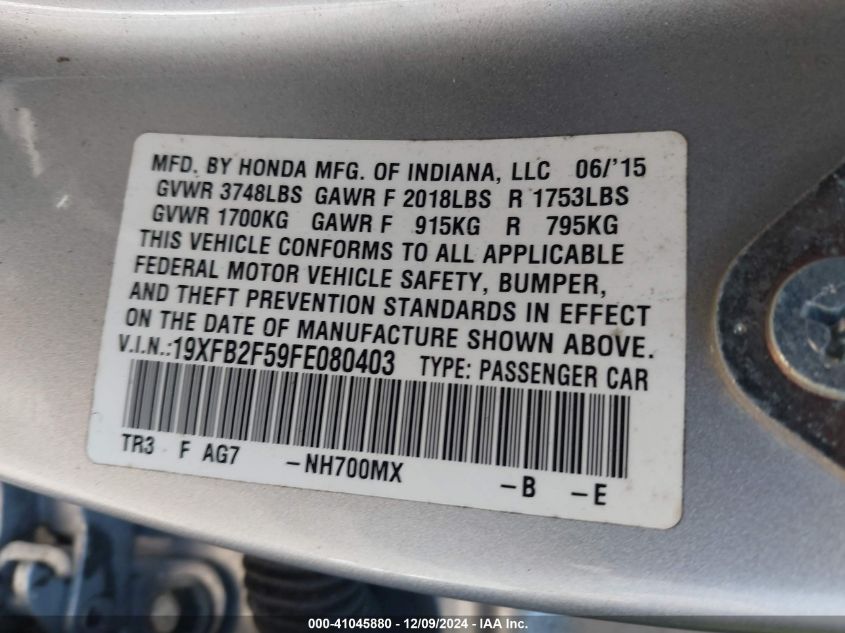 MFD. BY HONDA MFG. OF INDIANA, LLC 06/'15
GVWR 3748LBS GAWR F 2018LBS R 1753LBS
GVWR 1700KG GAWR F 915KG R 795KG
THIS VEHICLE CONFORMS TO ALL APPLICABLE
FEDERAL MOTOR VEHICLE SAFETY, BUMPER,
AND THEFT PREVENTION STANDARDS IN EFFECT
ON THE DATE OF MANUFACTURE SHOWN ABOVE.
V.I.N.:19XFB2F59FE080403 TYPE: PASSENGER CAR
TR3 F AG7 -NH700MX -B -E
000-41045880 - 12/09/2024 - IAA Inc.